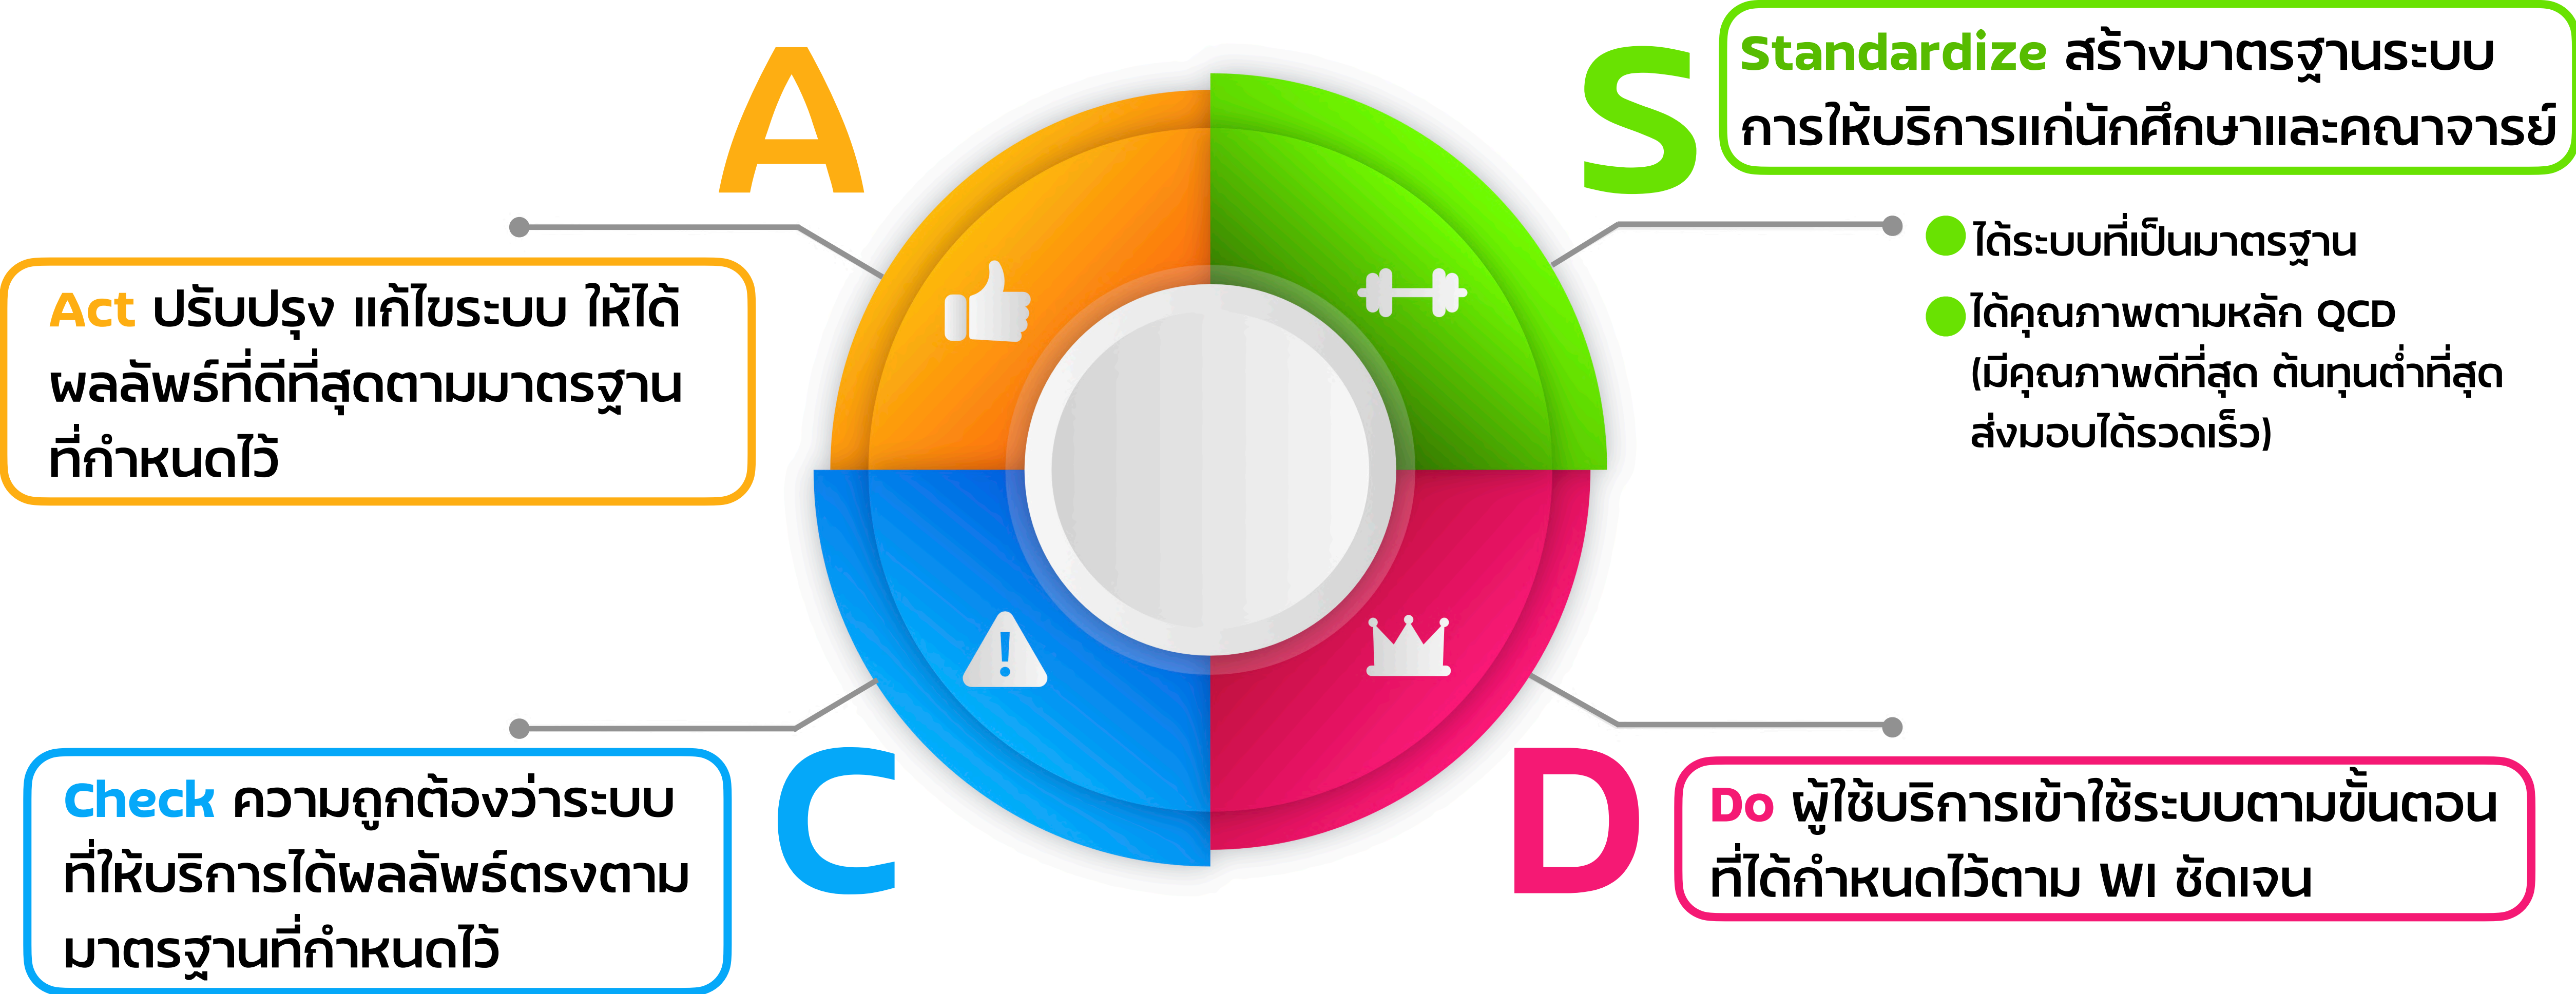 A
S
Standardize สร้างมาตรฐานระบบ
การให้บริการแก่นักศึกษาและคณาจารย์
ได้ระบบที่เป็นมาตรฐาน
ได้คุณภาพตามหลัก QCD
(มีคุณภาพดีที่สุด ต้นทุนต่ำที่สุด
ส่งมอบได้รวดเร็ว)
Act ปรับปรุง แก้ไขระบบ ให้ได้
ผลลัพธ์ที่ดีที่สุดตามมาตรฐาน
ที่กำหนดไว้
C
D
Check ความถูกต้องว่าระบบ
ที่ให้บริการได้ผลลัพธ์ตรงตาม
มาตรฐานที่กำหนดไว้
Do ผู้ใช้บริการเข้าใช้ระบบตามขั้นตอน
ที่ได้กำหนดไว้ตาม WI ชัดเจน